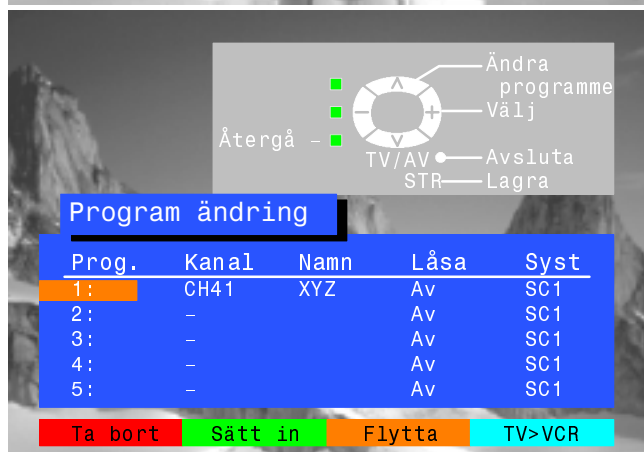 Ändra
programme
Välj
Återgå –
TV/AV Avsluta
STR Lagra
Program ändring
Prog. Kanal Namn Låsa Syst
1: CH41 XYZ Av SC1
2: – Av SC1
3: – Av SC1
4: – Av SC1
5: – Av SC1
Ta bort Sätt in Flytta TV>VCR